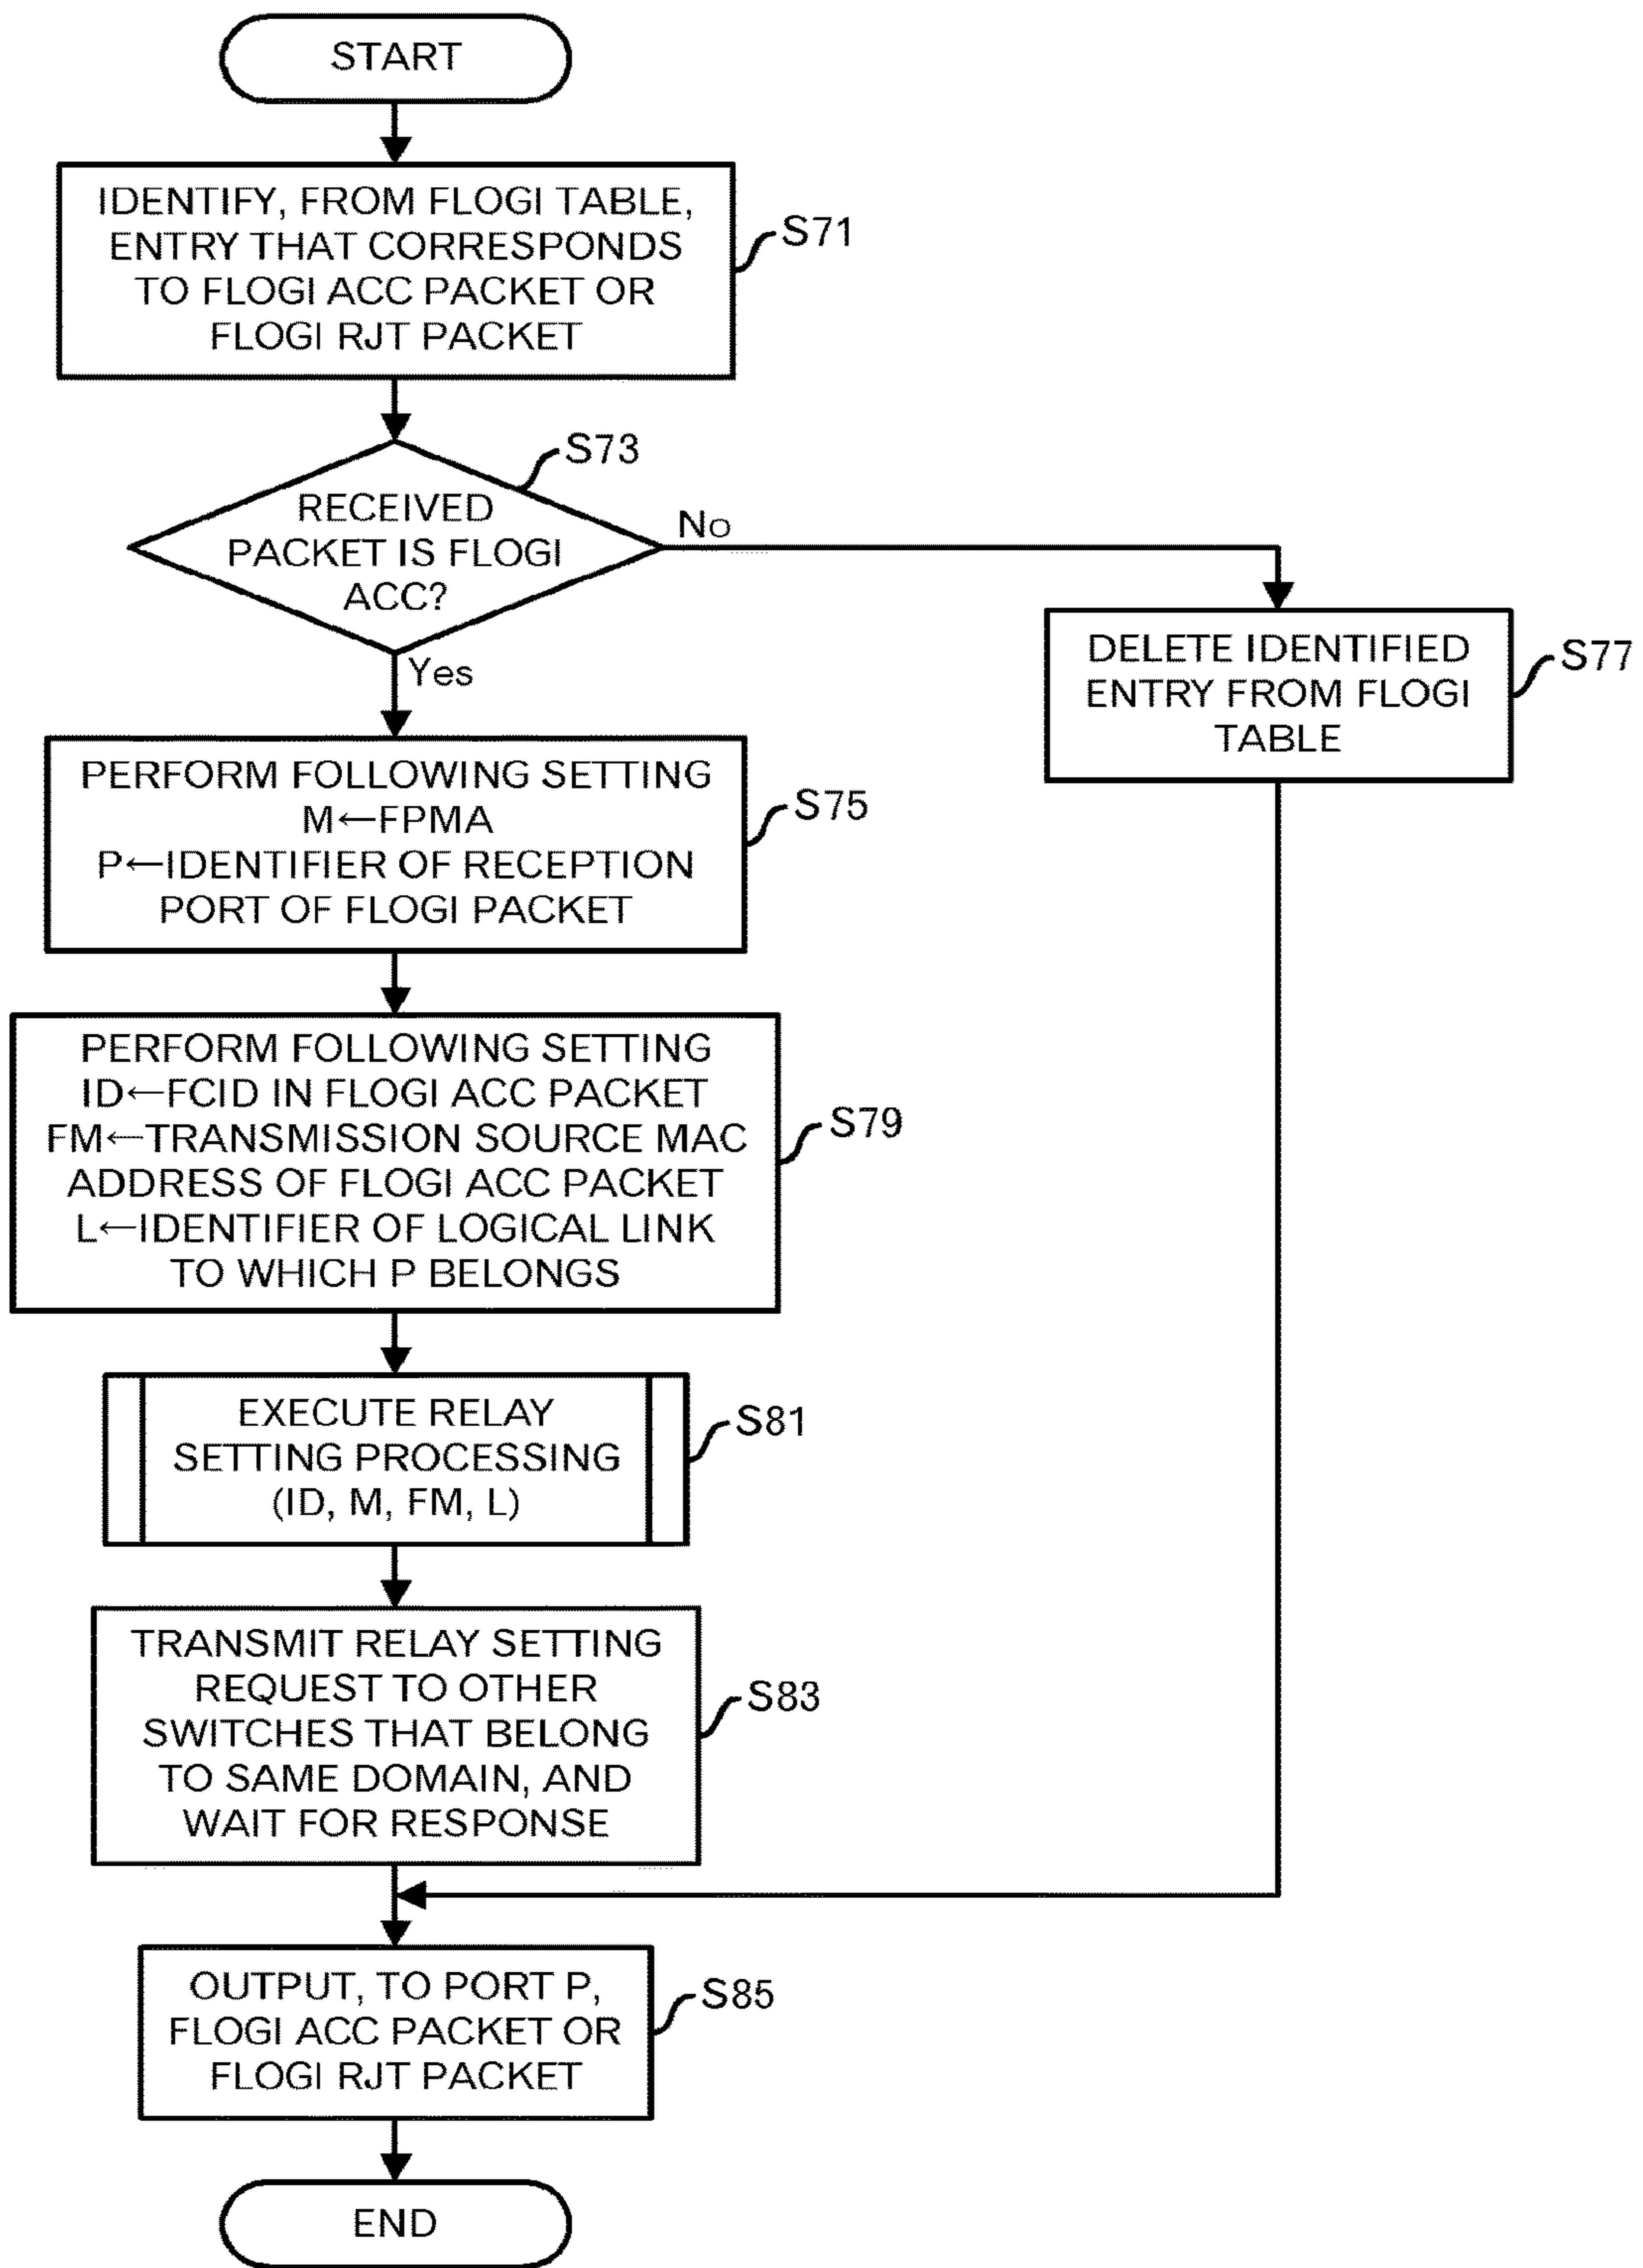 START
IDENTIFY, FROM FLOGI TABLE,
ENTRY THAT CORRESPONDS
TO FLOGI ACC PACKET OR
FLOGI RJT PACKET
S71
S73
RECEIVED
PACKET IS FLOGI
ACC?
No
Yes
DELETE IDENTIFIED
ENTRY FROM FLOGI
TABLE
S77
PERFORM FOLLOWING SETTING
M←FPMA
P←IDENTIFIER OF RECEPTION
PORT OF FLOGI PACKET
S75
PERFORM FOLLOWING SETTING
ID←FCID IN FLOGI ACC PACKET
FM←TRANSMISSION SOURCE MAC
ADDRESS OF FLOGI ACC PACKET
L←IDENTIFIER OF LOGICAL LINK
TO WHICH P BELONGS
S79
EXECUTE RELAY
SETTING PROCESSING
(ID, M, FM, L)
S81
TRANSMIT RELAY SETTING
REQUEST TO OTHER
SWITCHES THAT BELONG
TO SAME DOMAIN, AND
WAIT FOR RESPONSE
S83
OUTPUT, TO PORT P,
FLOGI ACC PACKET OR
FLOGI RJT PACKET
S85
END